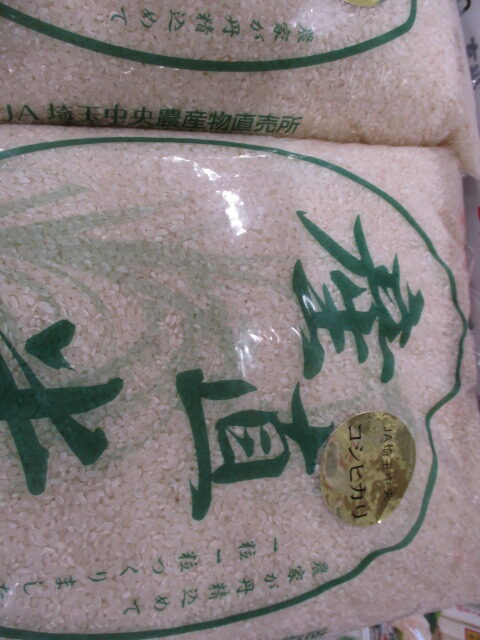 農家が丹精込めて
JA埼玉中央農産物直売所
産直米
JA埼玉中央
コシヒカリ
農家が丹精込めて
一粒一粒つくりました